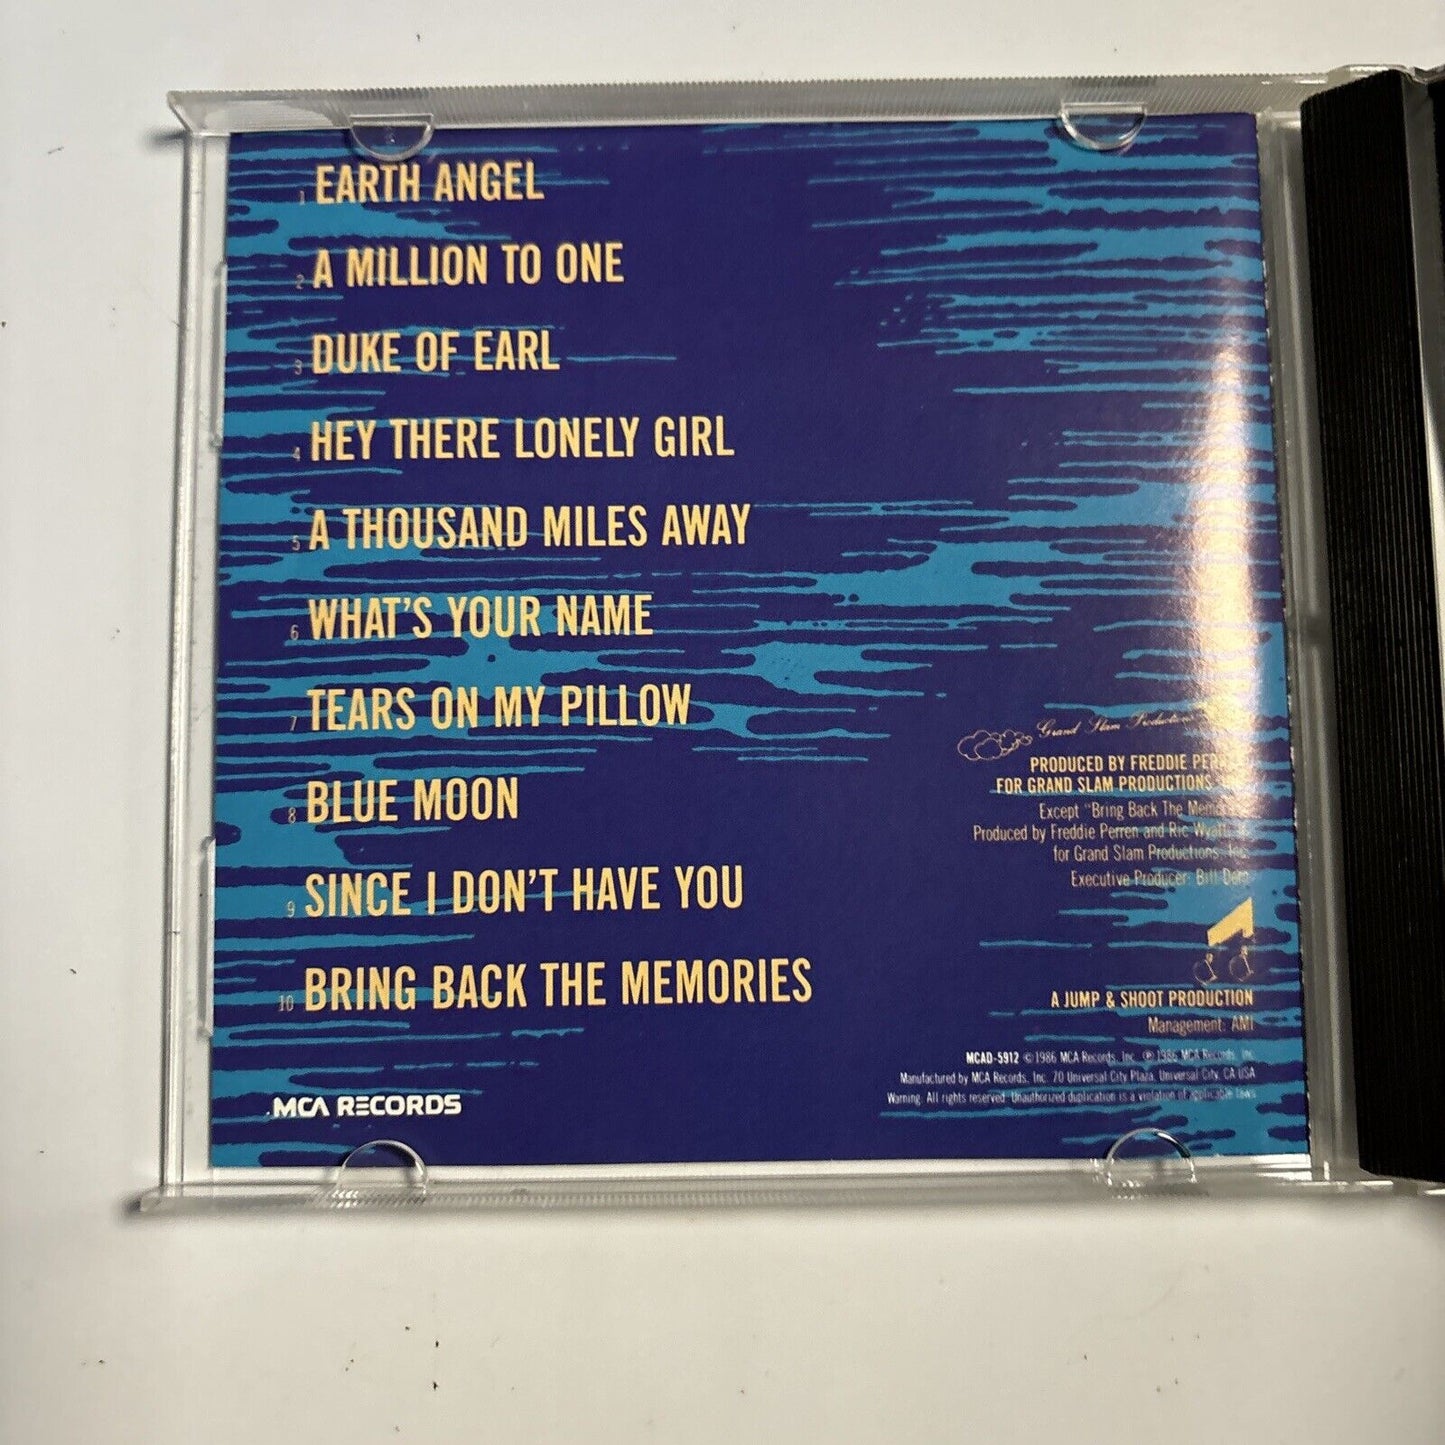 1 EARTH ANGEL
2 A MILLION TO ONE
3 DUKE OF EARL
4 HEY THERE LONELY GIRL
5 A THOUSAND MILES AWAY
6 WHAT'S YOUR NAME
7 TEARS ON MY PILLOW
8 BLUE MOON
9 SINCE I DON'T HAVE YOU
10 BRING BACK THE MEMORIES
MCA RECORDS
Grand Slam Productions
PRODUCED BY FREDDIE
FOR GRAND SLAM PRODUCTIONS
Except "Bring Back The
Produced by Freddie Perren and Ric
for Grand Slam Productions, Inc.
Executive Producer: Bill
A JUMP & SHOOT PRODUCTION
Management: AMI
MCAD-5912 ©1986 MCA Records, Inc. ℗ 1986 MCA Records, Inc.
Manufactured by MCA Records, Inc. 70 Universal City Plaza, Universal City, CA USA
Warning. All rights reserved. Unauthorized duplication is a violation of applicable laws